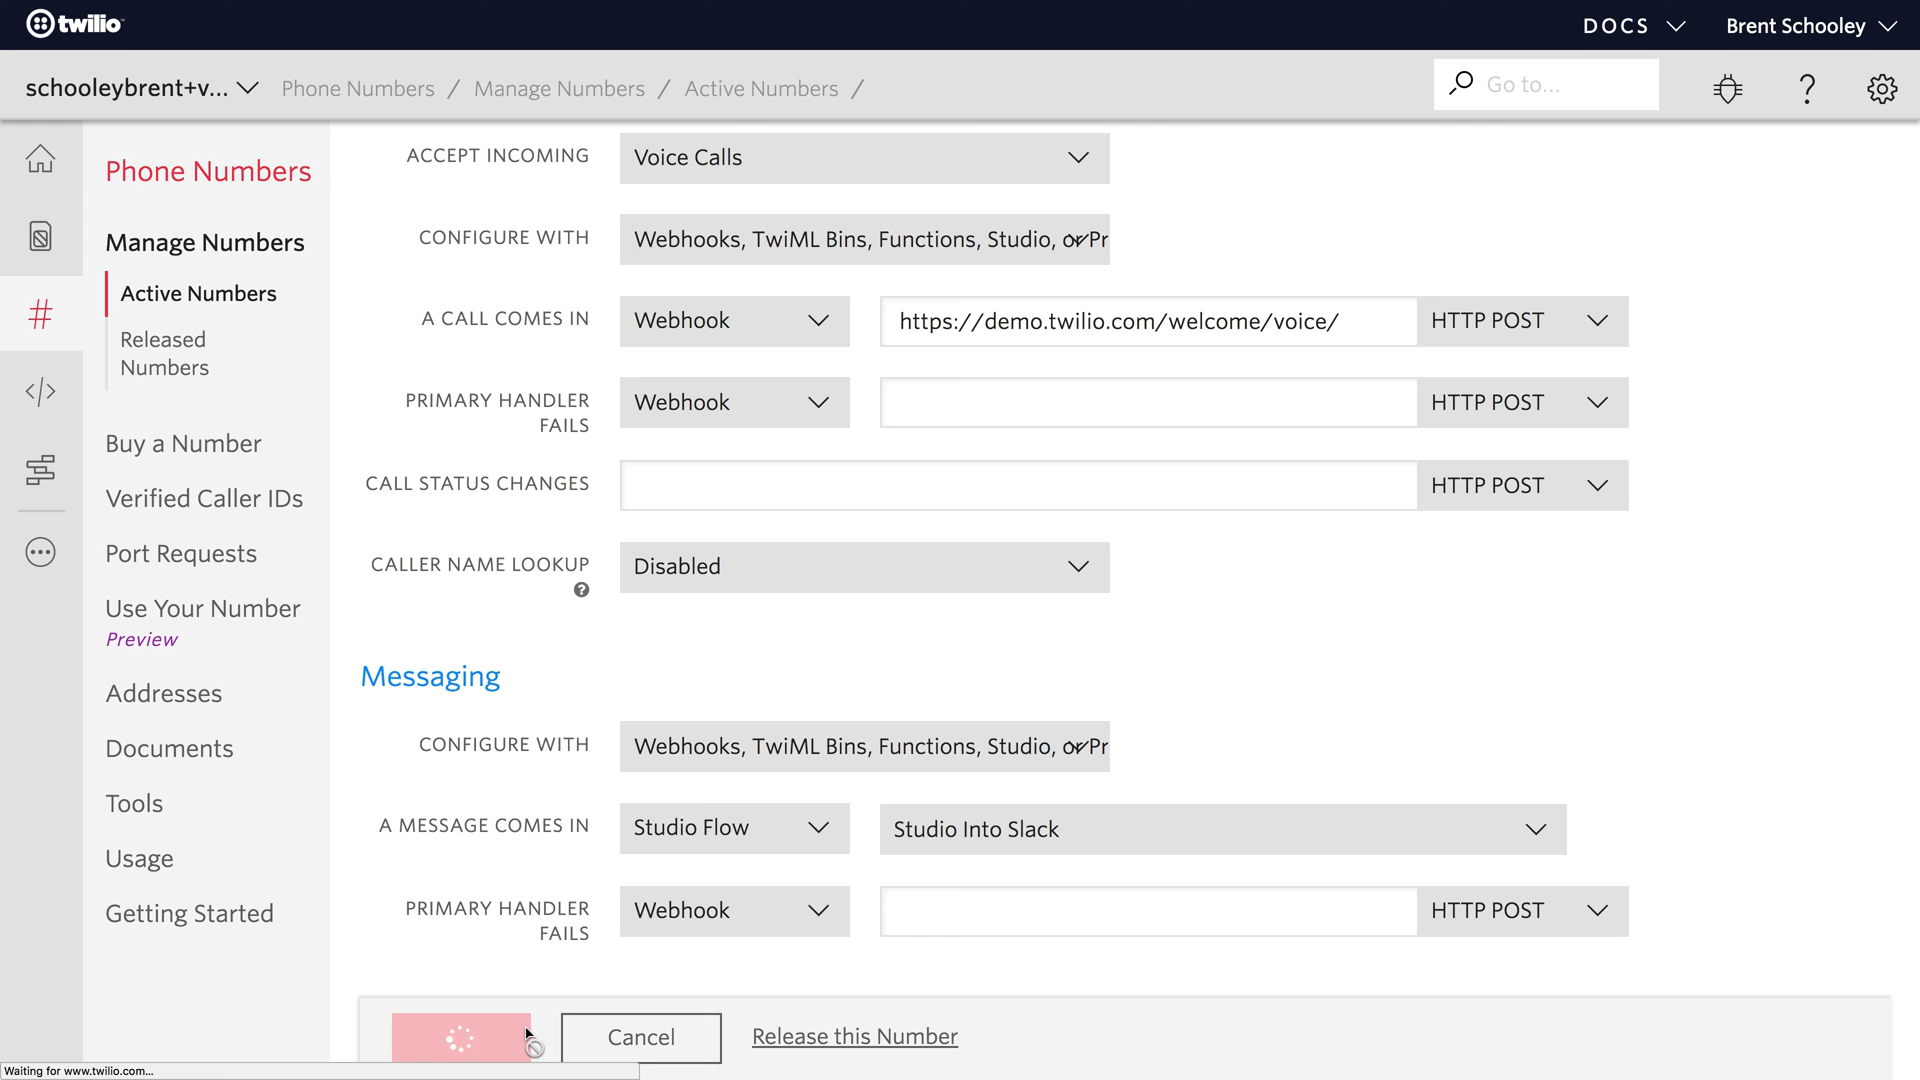 twilio
DOCS
Brent Schooley
schooleybrent+v...
Phone Numbers / Manage Numbers / Active Numbers /
Go to...
Phone Numbers
Manage Numbers
Active Numbers
Released
Numbers
Buy a Number
Verified Caller IDs
Port Requests
Use Your Number
Preview
Addresses
Documents
Tools
Usage
Getting Started
ACCEPT INCOMING
Voice Calls
CONFIGURE WITH
Webhooks, TwiML Bins, Functions, Studio, or Pr
A CALL COMES IN
Webhook
https://demo.twilio.com/welcome/voice/
HTTP POST
PRIMARY HANDLER
FAILS
Webhook
HTTP POST
CALL STATUS CHANGES
HTTP POST
CALLER NAME LOOKUP
Disabled
Messaging
CONFIGURE WITH
Webhooks, TwiML Bins, Functions, Studio, or Pr
A MESSAGE COMES IN
Studio Flow
Studio Into Slack
PRIMARY HANDLER
FAILS
Webhook
HTTP POST
Cancel
Release this Number
Waiting for www.twilio.com...